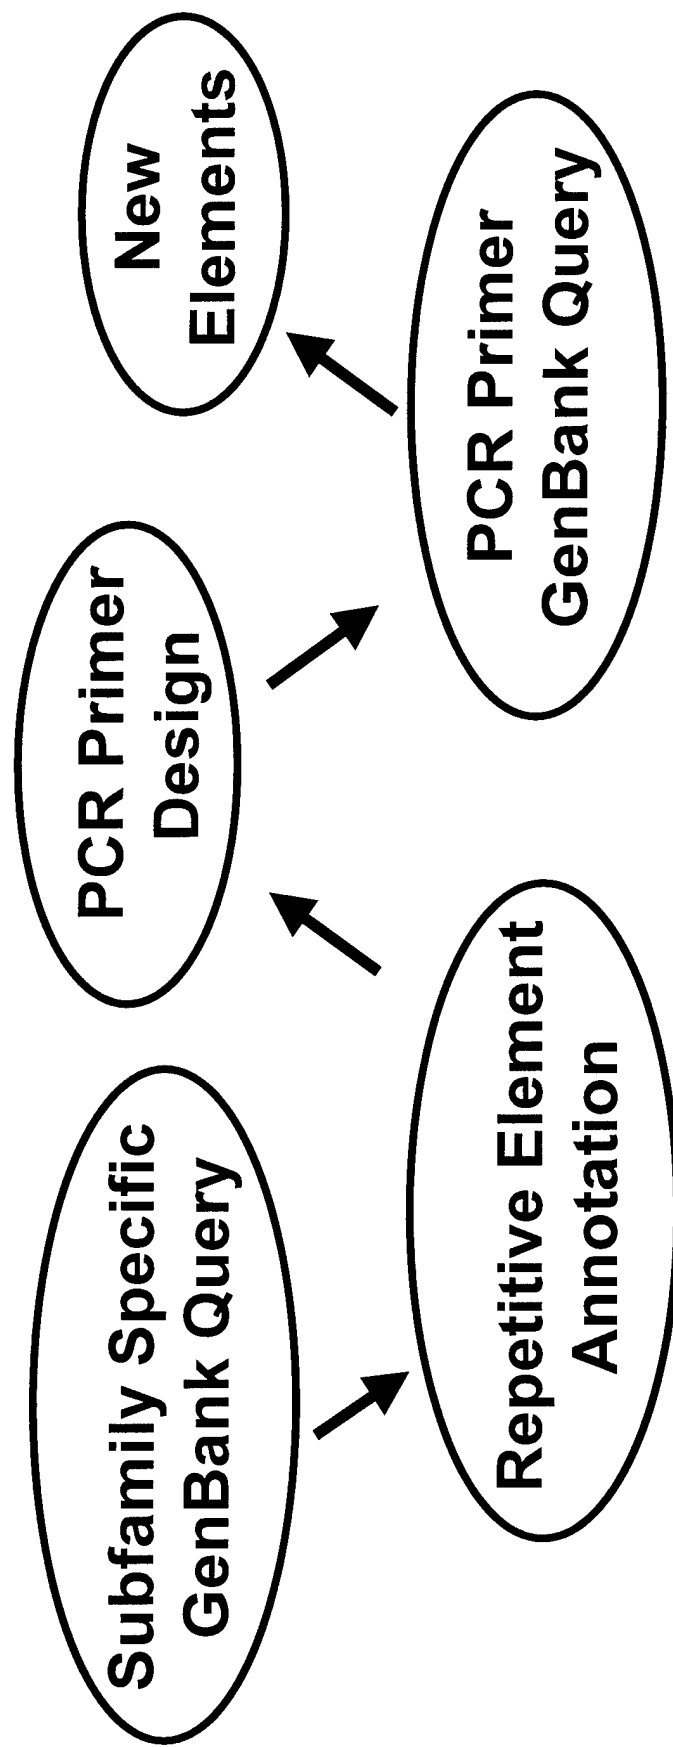 Subfamily Specific
GenBank Query
Repetitive Element
Annotation
PCR Primer
Design
PCR Primer
GenBank Query
New
Elements